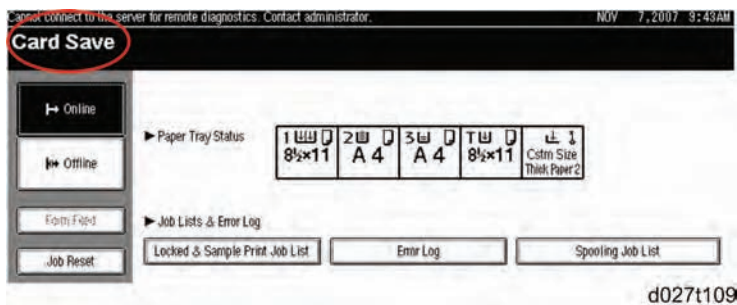 Cannot connect to the server for remote diagnostics. Contact administrator. NOV 7,2007 9:43AM
Card Save
Online
Paper Tray Status
1 8½×11 2 A 4 3 A 4 T 8½×11 Cstm Size Thick Paper 2
Offline
Form Feed
Job Lists & Error Log
Job Reset
Locked & Sample Print Job List Error Log Spooling Job List
d027t109